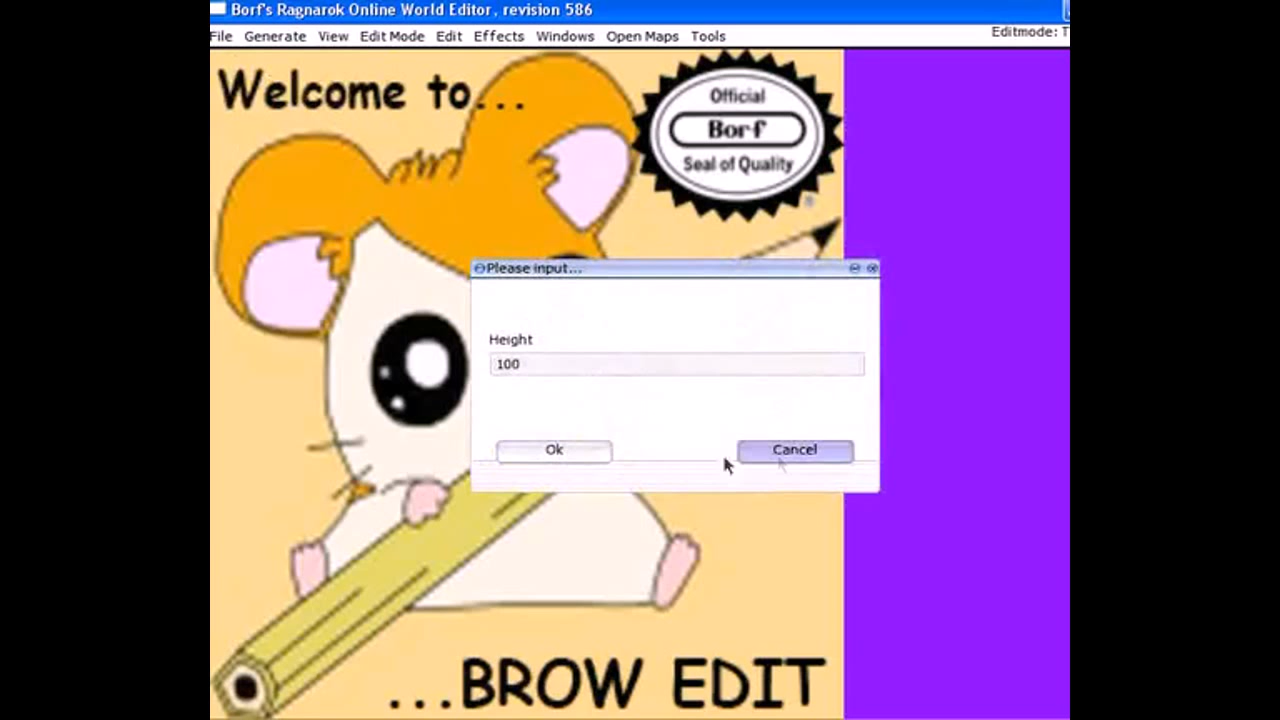 Borf's Ragnarok Online World Editor, revision 586
File Generate View Edit Mode Edit Effects Windows Open Maps Tools Editmode: T
Welcome to...
Official
Borf
Seal of Quality
®
Please input...
Height
100
Ok Cancel
...BROW EDIT